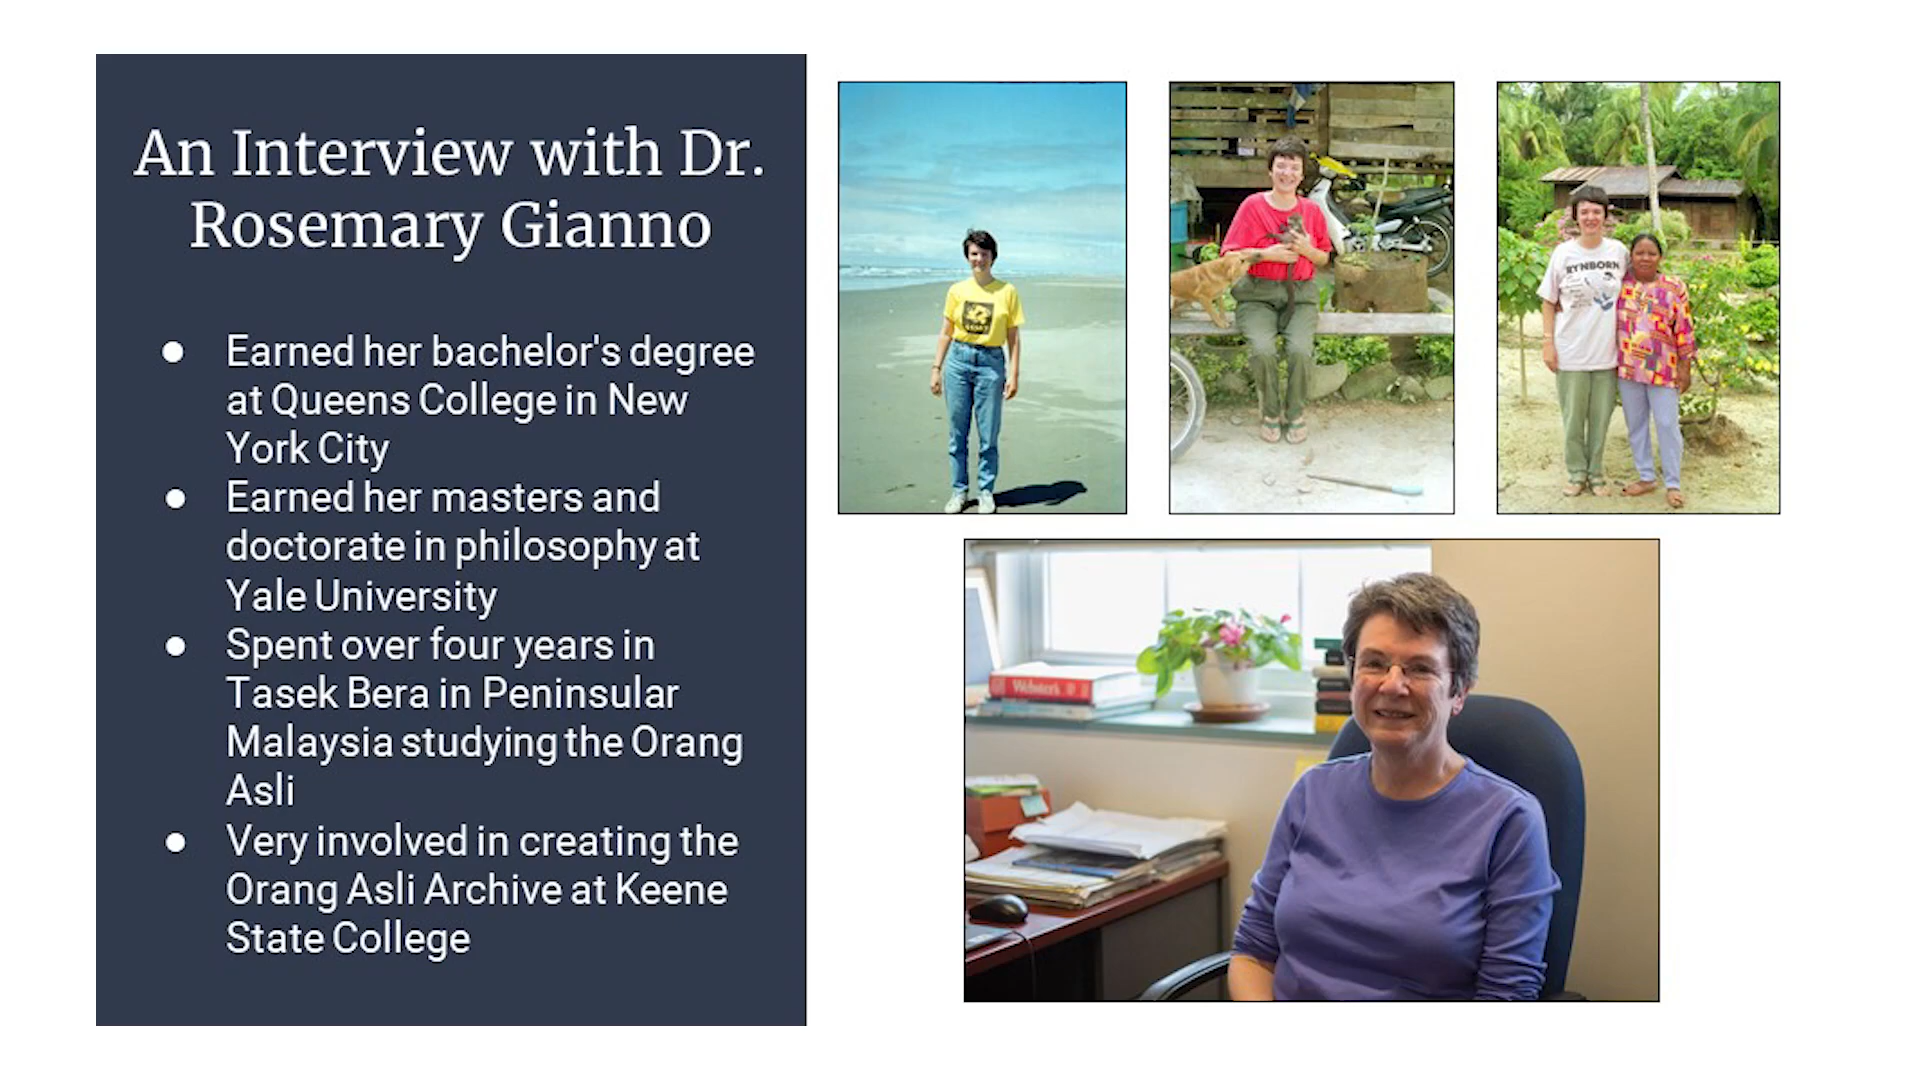 An Interview with Dr.
Rosemary Gianno
● Earned her bachelor's degree
at Queens College in New
York City
● Earned her masters and
doctorate in philosophy at
Yale University
● Spent over four years in
Tasek Bera in Peninsular
Malaysia studying the Orang
Asli
● Very involved in creating the
Orang Asli Archive at Keene
State College
RYNBORN
Webster's